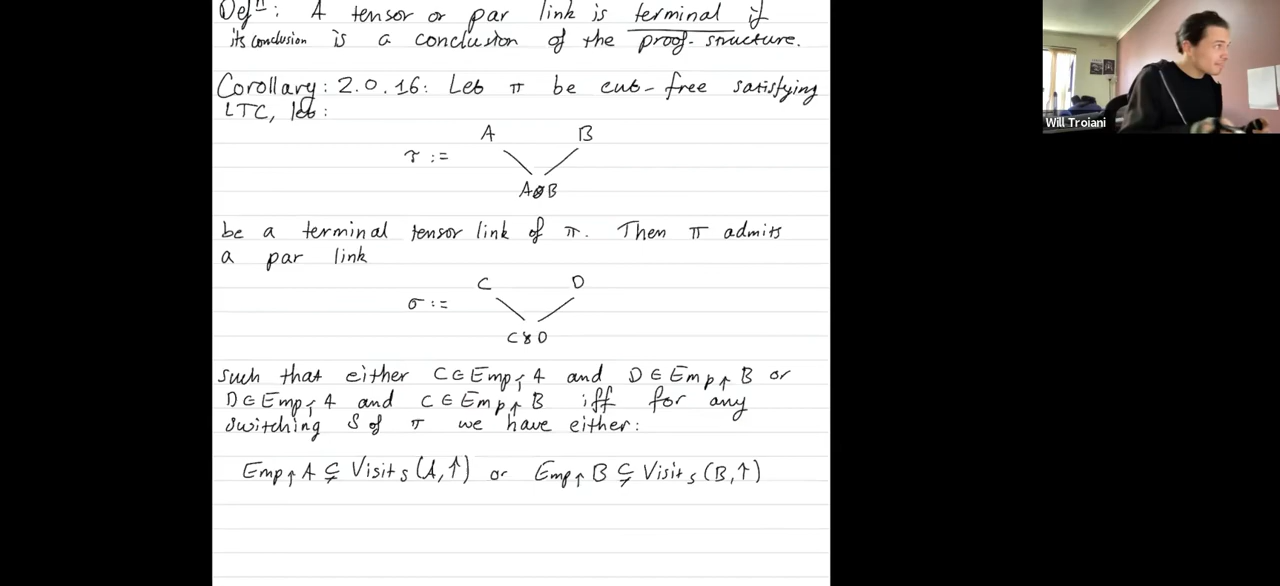 Defⁿ: A tensor or par link is terminal if
its conclusion is a conclusion of the proof-structure.
Corollary: 2.0.16: Let π be cut-free satisfying
LTC, let:
A B
τ :=
A⊗B
be a terminal tensor link of π. Then π admits
a par link
C D
σ :=
C⅋D
such that either C∈Emp↑A and D∈Emp↑B or
D∈Emp↑A and C∈Emp↑B iff for any
switching S of π we have either:
Emp↑A ⊊ Visit_S(A,↑) or Emp↑B ⊊ Visit_S(B,↑)
Will Troiani